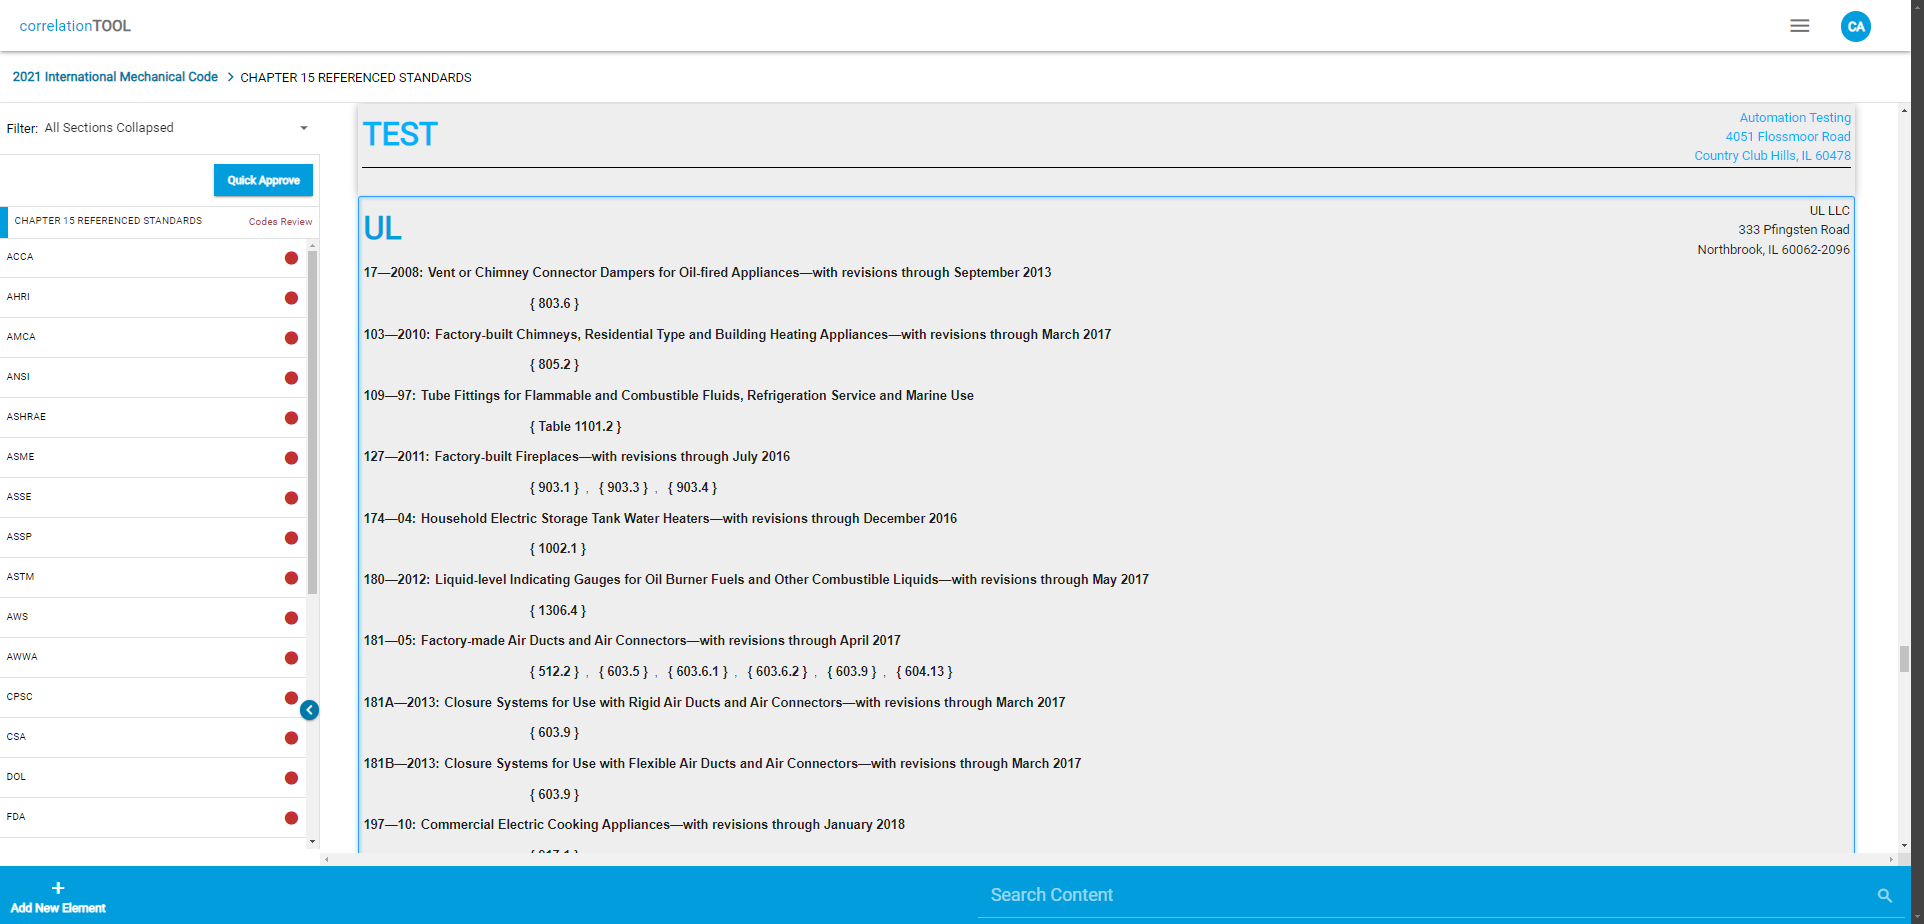 correlationTOOL
CA
2021 International Mechanical Code > CHAPTER 15 REFERENCED STANDARDS
Filter: All Sections Collapsed
Quick Approve
CHAPTER 15 REFERENCED STANDARDS Codes Review
ACCA
AHRI
AMCA
ANSI
ASHRAE
ASME
ASSE
ASSP
ASTM
AWS
AWWA
CPSC
CSA
DOL
FDA
TEST
Automation Testing
4051 Flossmoor Road
Country Club Hills, IL 60478
UL
UL LLC
333 Pfingsten Road
Northbrook, IL 60062-2096
17—2008: Vent or Chimney Connector Dampers for Oil-fired Appliances—with revisions through September 2013
{ 803.6 }
103—2010: Factory-built Chimneys, Residential Type and Building Heating Appliances—with revisions through March 2017
{ 805.2 }
109—97: Tube Fittings for Flammable and Combustible Fluids, Refrigeration Service and Marine Use
{ Table 1101.2 }
127—2011: Factory-built Fireplaces—with revisions through July 2016
{ 903.1 } , { 903.3 } , { 903.4 }
174—04: Household Electric Storage Tank Water Heaters—with revisions through December 2016
{ 1002.1 }
180—2012: Liquid-level Indicating Gauges for Oil Burner Fuels and Other Combustible Liquids—with revisions through May 2017
{ 1306.4 }
181—05: Factory-made Air Ducts and Air Connectors—with revisions through April 2017
{ 512.2 } , { 603.5 } , { 603.6.1 } , { 603.6.2 } , { 603.9 } , { 604.13 }
181A—2013: Closure Systems for Use with Rigid Air Ducts and Air Connectors—with revisions through March 2017
{ 603.9 }
181B—2013: Closure Systems for Use with Flexible Air Ducts and Air Connectors—with revisions through March 2017
{ 603.9 }
197—10: Commercial Electric Cooking Appliances—with revisions through January 2018
+
Add New Element
Search Content